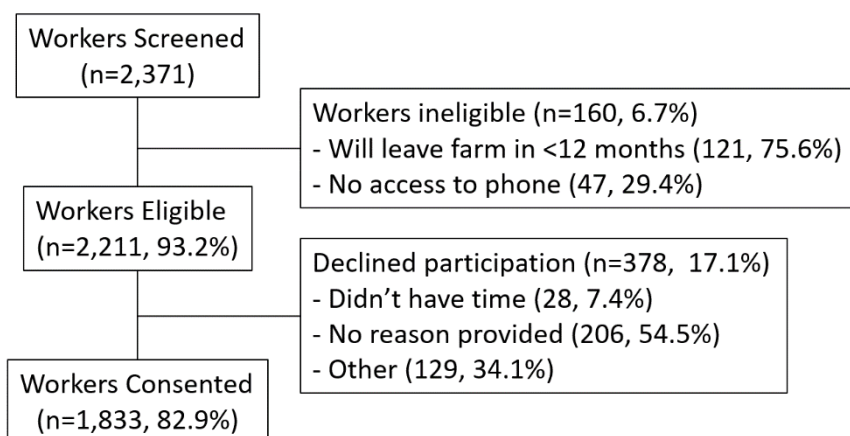 Workers Screened
(n=2,371)
Workers ineligible (n=160, 6.7%)
- Will leave farm in <12 months (121, 75.6%)
- No access to phone (47, 29.4%)
Workers Eligible
(n=2,211, 93.2%)
Declined participation (n=378,  17.1%)
- Didn’t have time (28, 7.4%)
- No reason provided (206, 54.5%)
- Other (129, 34.1%)
Workers Consented
(n=1,833, 82.9%)